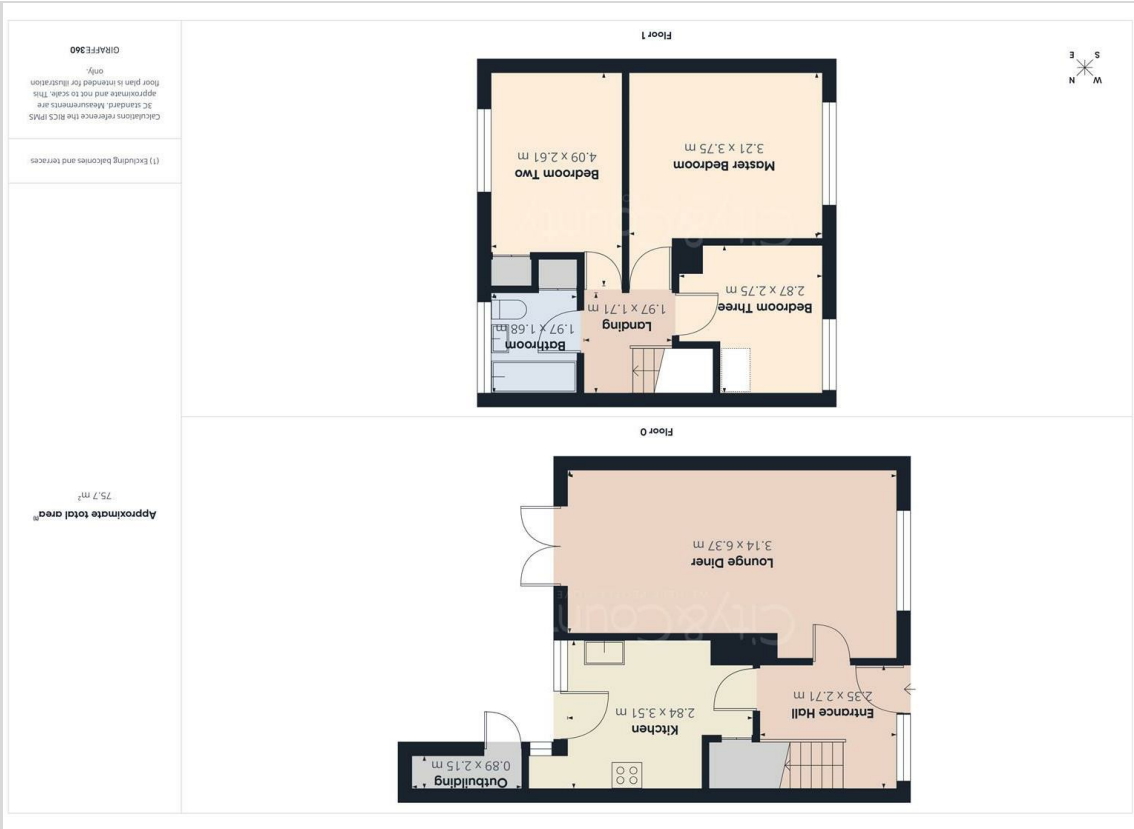 Approximate total area⁽¹⁾
75.7 m²
(1) Excluding balconies and terraces
Calculations reference the RICS IPMS
3C standard. Measurements are
approximate and not to scale. This
floor plan is intended for illustration
only.
GIRAFFE360
Outbuilding
0.89 x 2.15 m
Kitchen
2.84 x 3.51 m
Entrance Hall
2.35 x 2.71 m
Lounge Diner
3.14 x 6.37 m
City&Coun
Floor 0
Bathroom
1.97 x 1.68 m
Landing
1.97 x 1.71 m
Bedroom Three
2.87 x 2.75 m
Bedroom Two
4.09 x 2.61 m
Master Bedroom
3.21 x 3.75 m
Floor 1
N
W
E
S